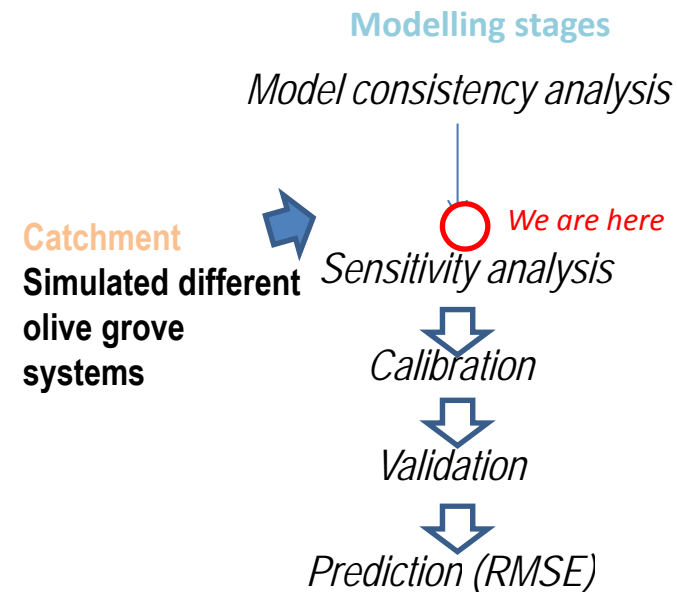 Modelling stages
Model consistency analysis
We are here
Catchment
Simulated different
olive grove
systems
Sensitivity analysis
Calibration
Validation
Prediction (RMSE)